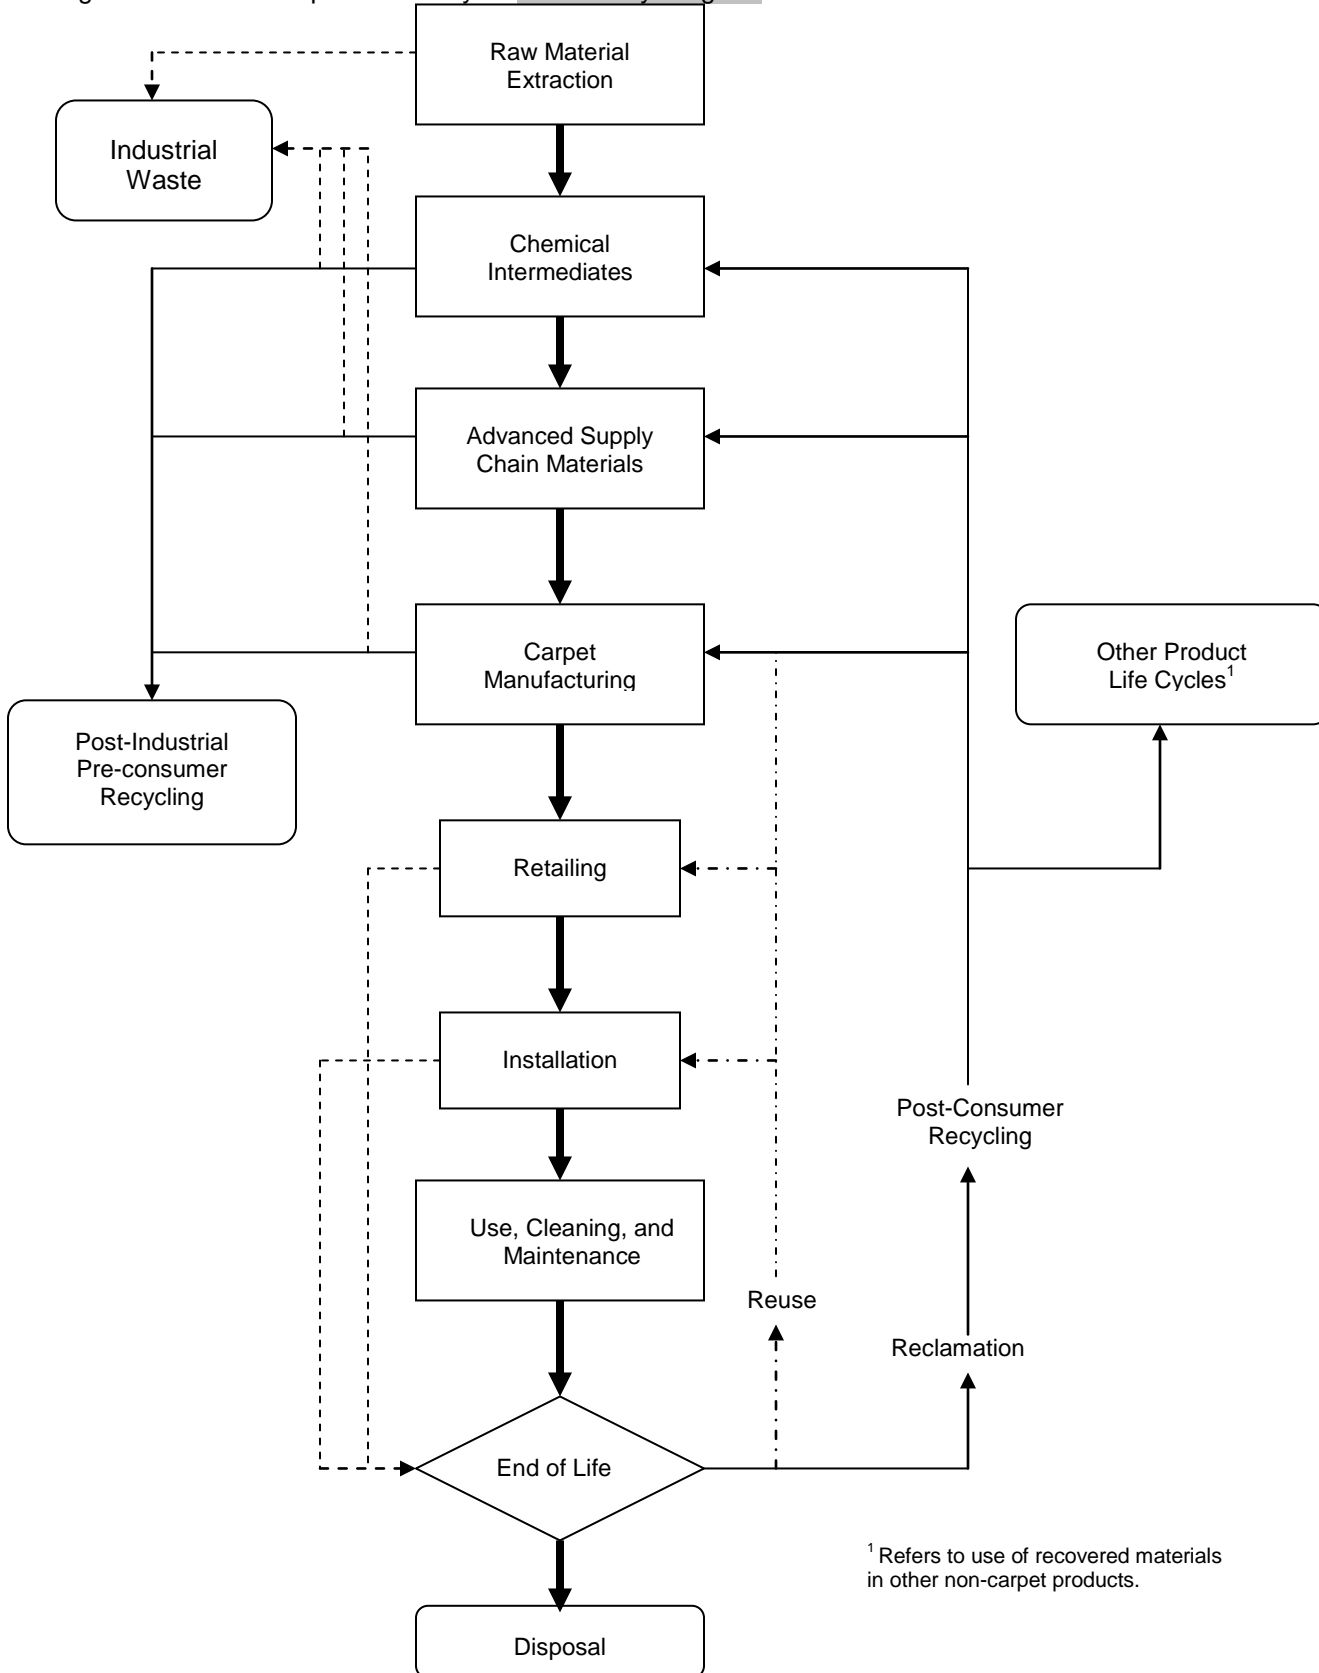 Raw Material
Extraction
Industrial
Waste
Chemical
Intermediates
Advanced Supply
Chain Materials
Carpet
Manufacturing
Other Product
Life Cycles1
Post-Industrial
Pre-consumer
Recycling
Retailing
Installation
Post-Consumer
Recycling
Use, Cleaning, and
Maintenance
Reuse
Reclamation
End of Life
1 Refers to use of recovered materials
in other non-carpet products.
Disposal